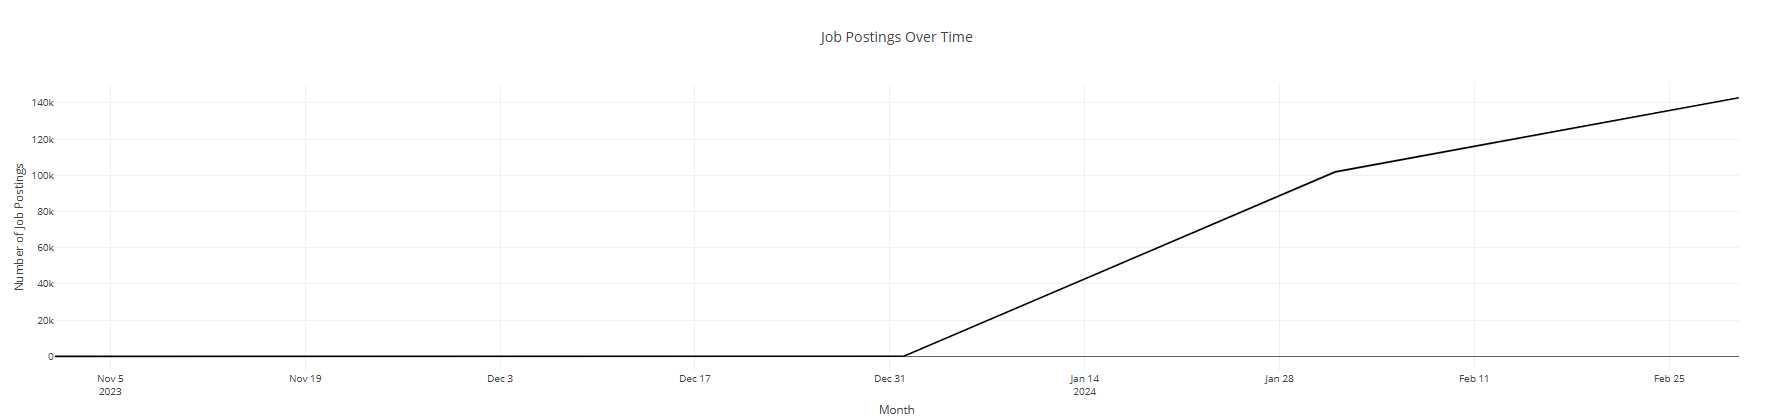 Job Postings Over Time
Number of Job Postings
140k
120k
100k
80k
60k
40k
20k
0
Nov 5
2023
Nov 19
Dec 3
Dec 17
Dec 31
Jan 14
2024
Jan 28
Feb 11
Feb 25
Month